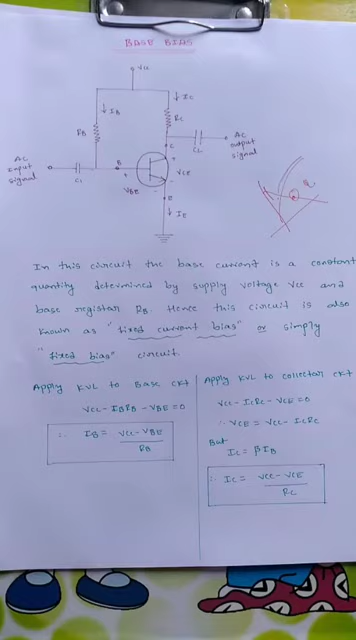 BASE BIAS
+Vcc
IB
IC
RB
RC
C
CC
AC
output
signal
AC
input
signal
CC
B
+
VBE
-
+
VCE
-
E
IE
Q
In this circuit the base current is a constant
quantity determined by supply voltage Vcc and
base registor RB. Hence this circuit is also
known as "fixed current bias" or simply
"fixed bias" circuit.
Apply KVL to Base CKT
VCC - IBRB - VBE = 0
∴ IB = VCC - VBE
RB
Apply KVL to collector CKT
VCC - ICRC - VCE = 0
∴ VCE = VCC - ICRC
But
IC = βIB
∴ IC = VCC - VCE
RC